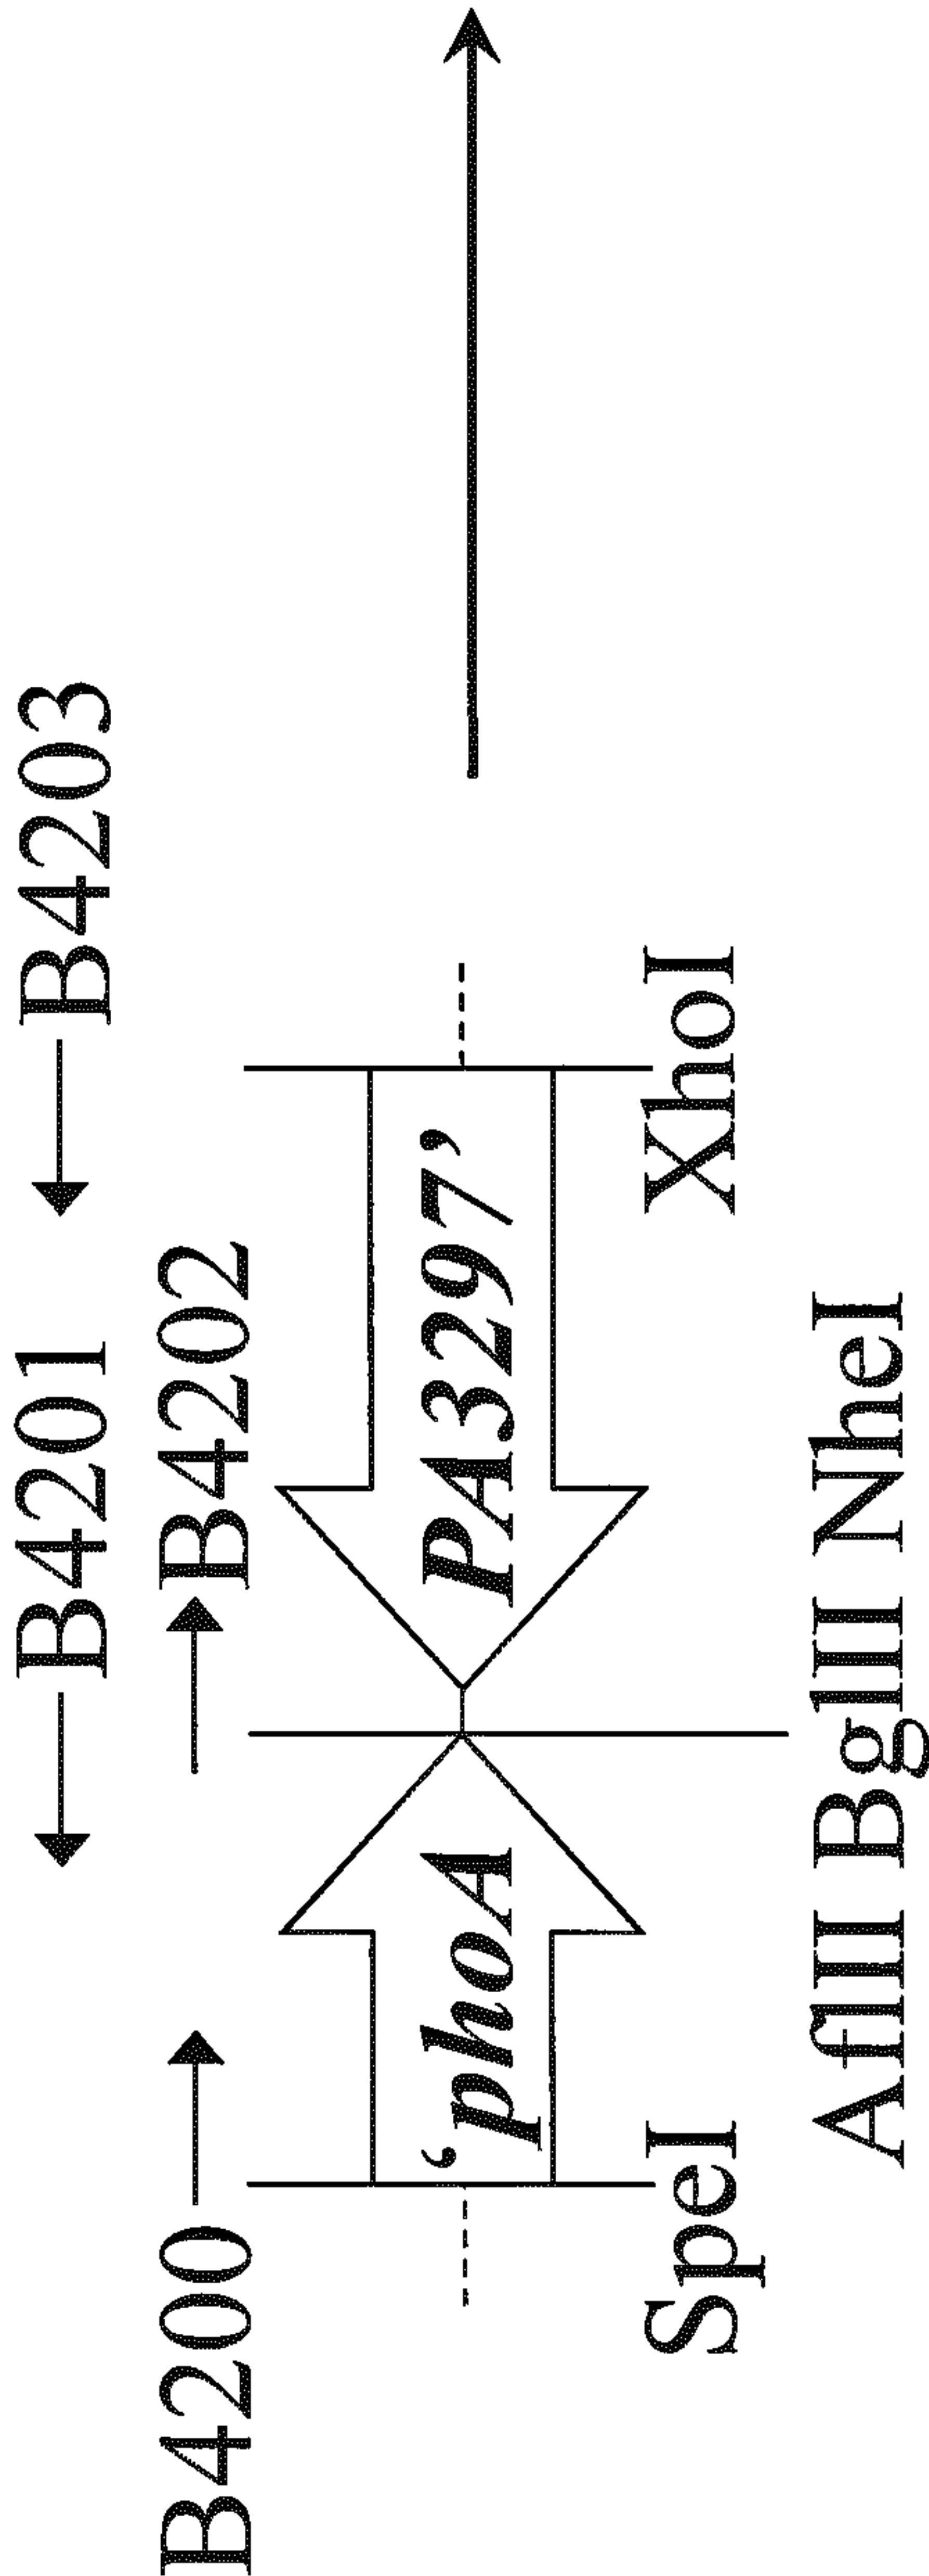 B4201 B4203
B4200 B4202
‘phoA PA3297’
SpeI XhoI
AflII BglII NheI